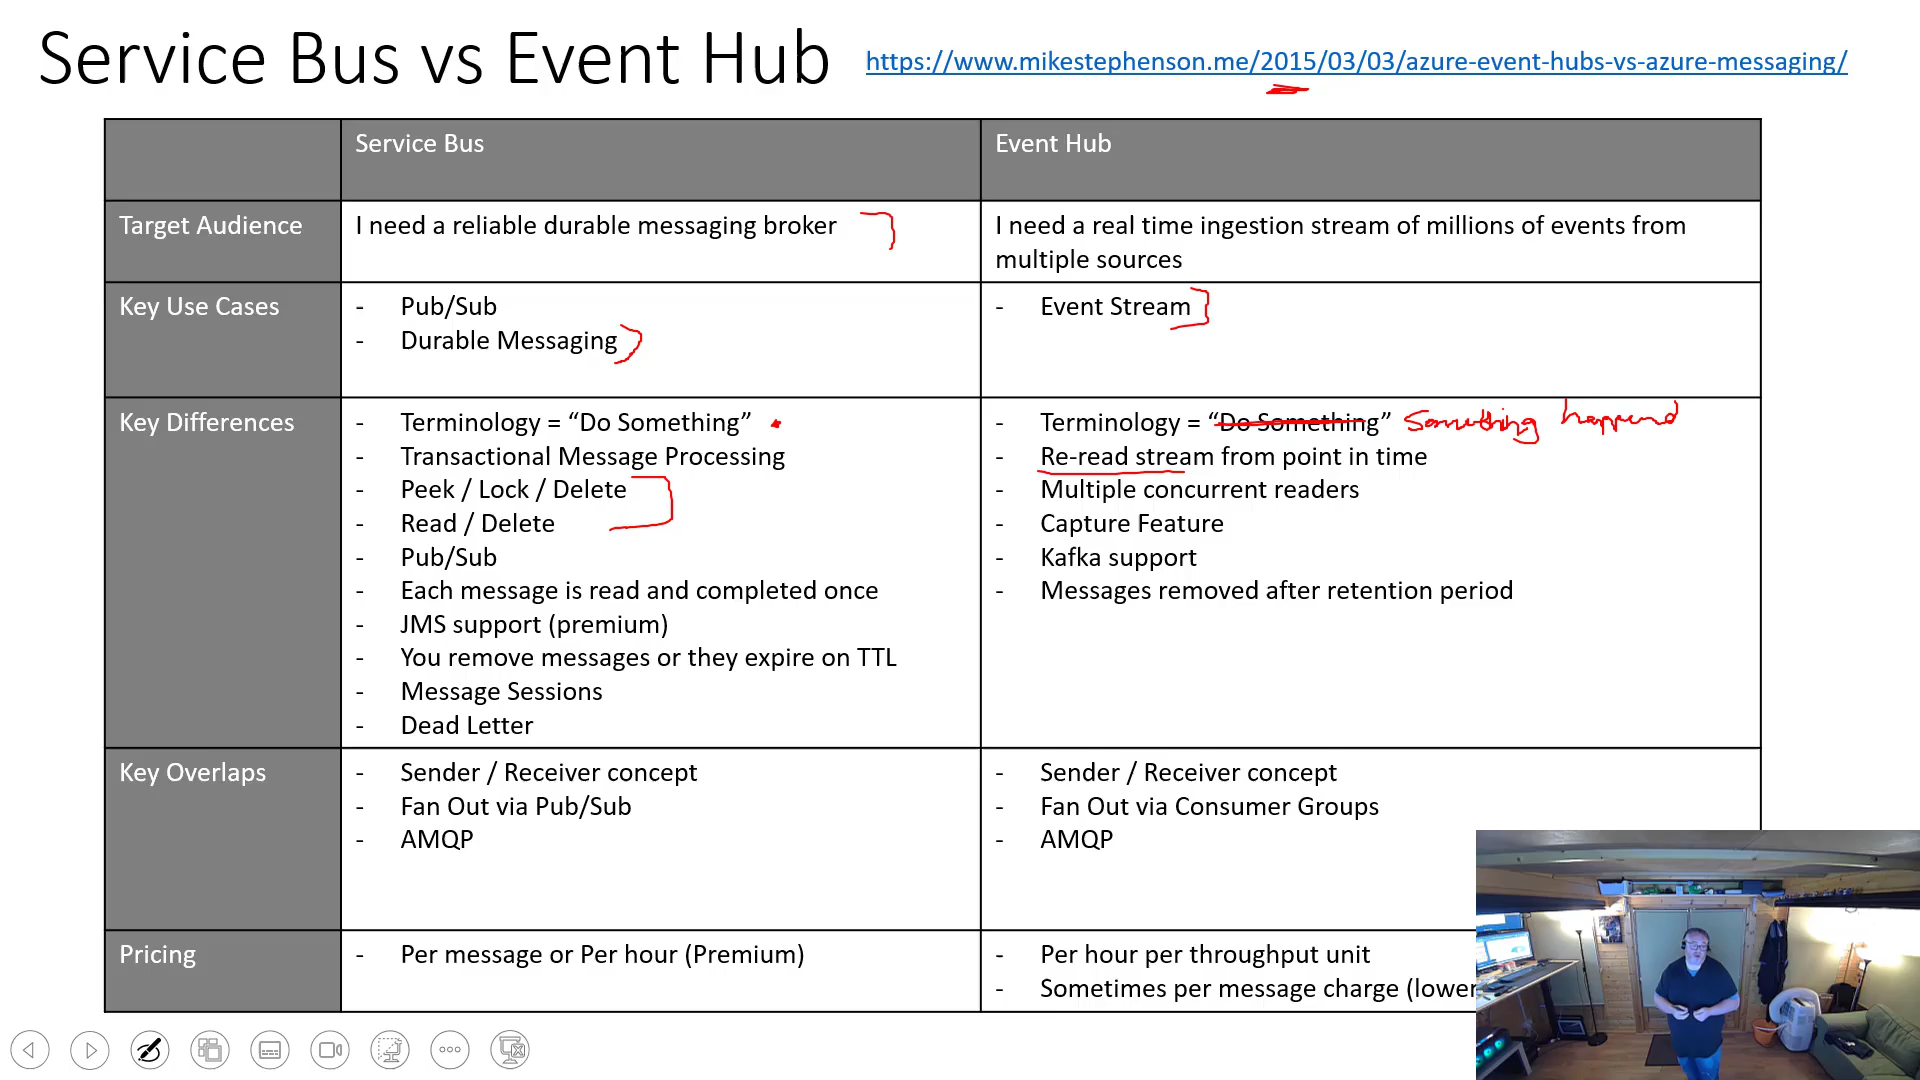 Service Bus vs Event Hub https://www.mikestephenson.me/2015/03/03/azure-event-hubs-vs-azure-messaging/
Service Bus
Event Hub
Target Audience
I need a reliable durable messaging broker
I need a real time ingestion stream of millions of events from
multiple sources
Key Use Cases
- Pub/Sub
- Durable Messaging
- Event Stream
Key Differences
- Terminology = “Do Something”
- Transactional Message Processing
- Peek / Lock / Delete
- Read / Delete
- Pub/Sub
- Each message is read and completed once
- JMS support (premium)
- You remove messages or they expire on TTL
- Message Sessions
- Dead Letter
- Terminology = “Do Something” Something happend
- Re-read stream from point in time
- Multiple concurrent readers
- Capture Feature
- Kafka support
- Messages removed after retention period
Key Overlaps
- Sender / Receiver concept
- Fan Out via Pub/Sub
- AMQP
- Sender / Receiver concept
- Fan Out via Consumer Groups
- AMQP
Pricing
- Per message or Per hour (Premium)
- Per hour per throughput unit
- Sometimes per message charge (lower